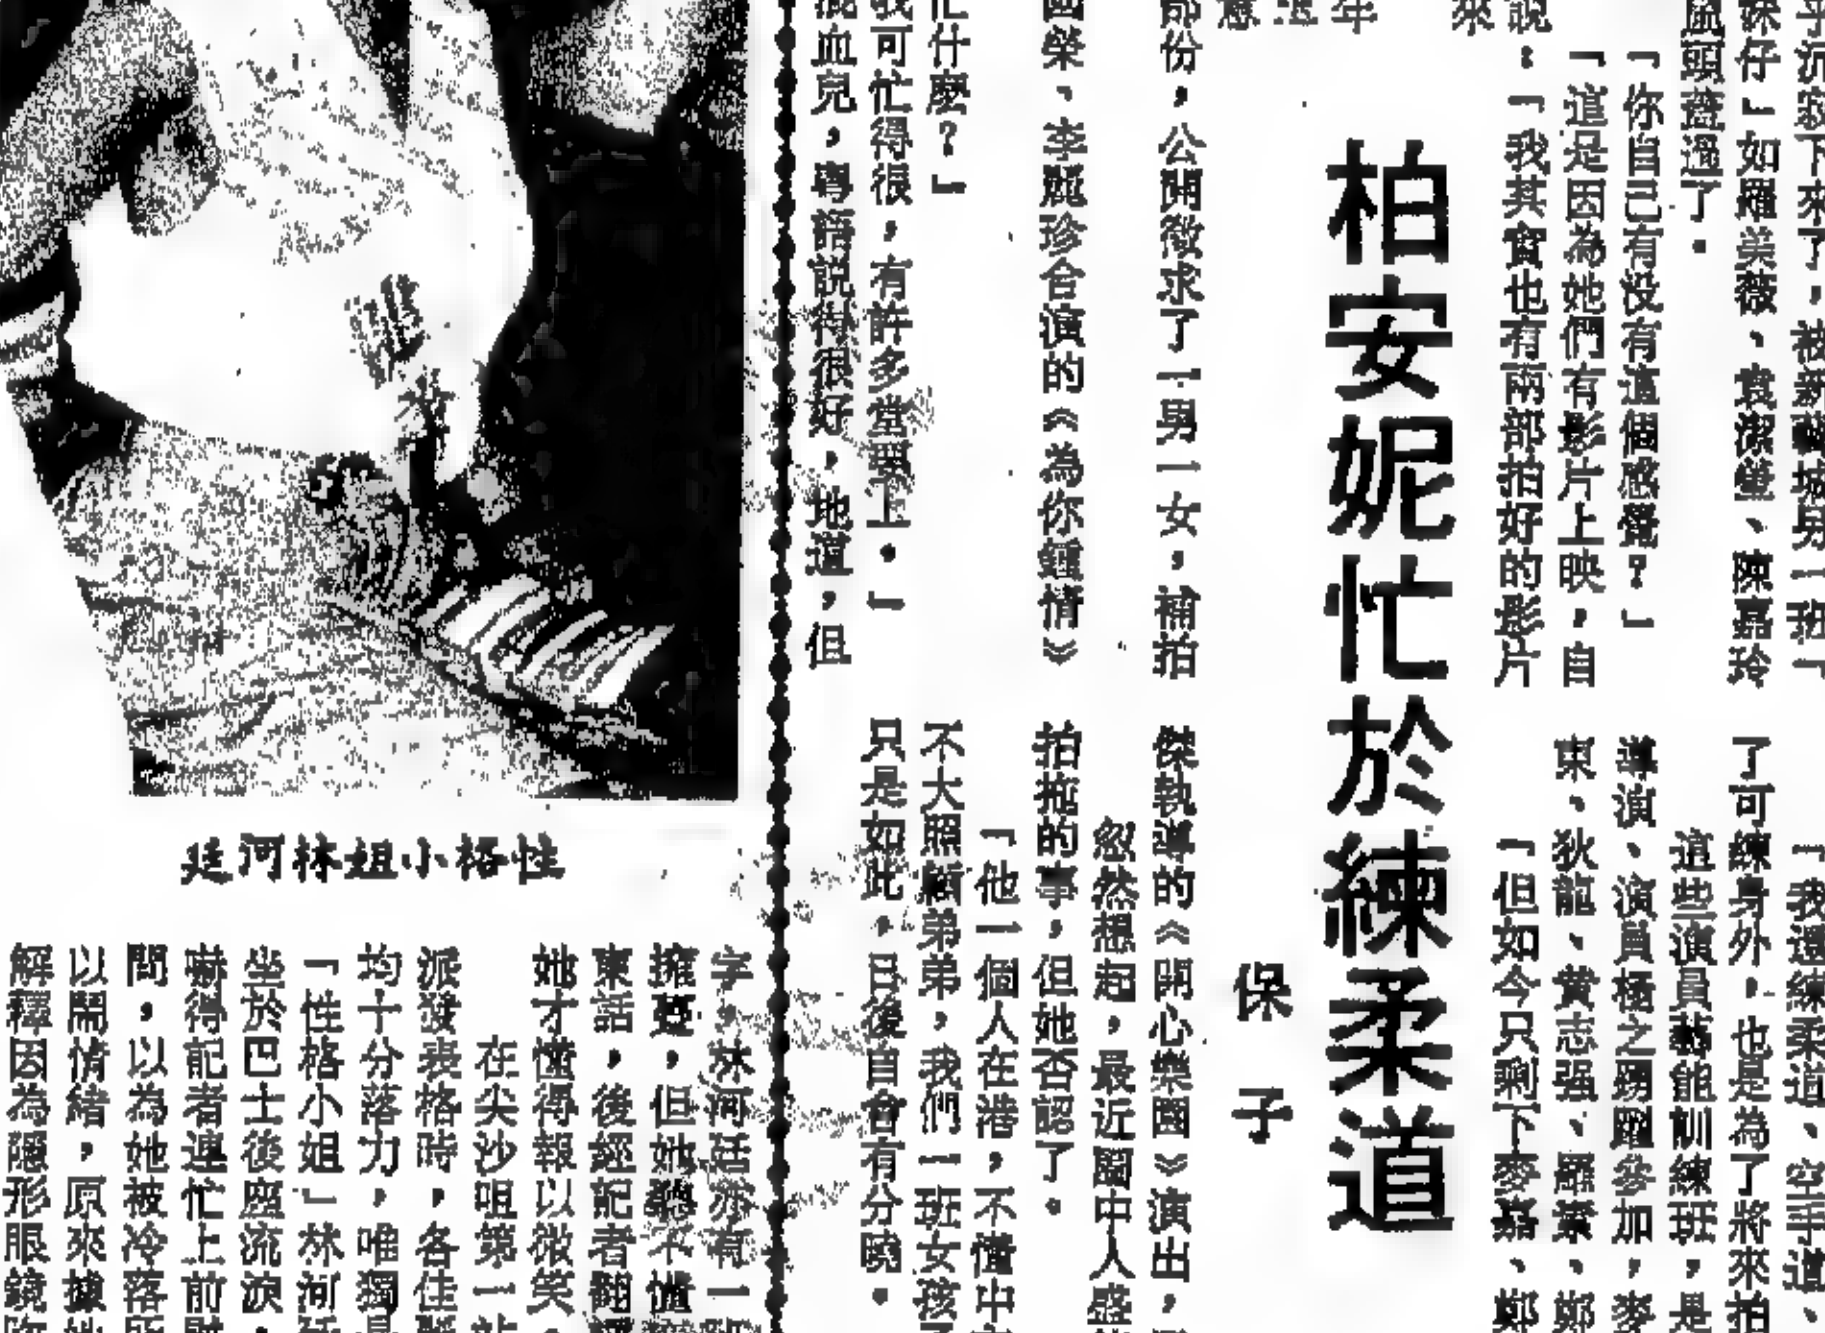 乎沉寂下來了，被新藝城另一班「
琛仔」如羅美薇、袁潔瑩、陳嘉玲
風頭蓋過了。
「你自己有沒有這個感覺？」
「這是因為她們有影片上映，自
說：「我其實也有兩部拍好的影片
來
柏安妮忙於練柔道
保子
年
部份，公開徵求了一男一女，補拍
國榮、李麗珍合演的《為你鍾情》
忙什麼？」
我可忙得很，有許多堂要上。」
混血兒，粵語說得很好，地道，但
「我還練柔道、空手道、
了可練身外，也是為了將來拍
這些演員藝能訓練班，是
導演、演員極之踴躍參加，麥
東、狄龍、黃志强、羅、鄭
「但如今只剩下麥嘉、鄭
傑執導的《開心樂園》演出，
忽然想起，最近圈中人盛
拍拖的事，但她否認了。
「他一個人在港，不懂中
不大照顧弟弟，我們一班女孩
只是如此，日後自會有分曉。
性格小姐林河廷
字，林河廷亦有一
擁躉，但她聽不懂
東話，後經記者翻
她才懂得報以微笑。
在尖沙咀第一站
派發表格時，各佳麗
均十分落力，唯獨是
「性格小姐」林河廷
坐於巴士後座流淚，
嚇得記者連忙上前
問，以為她被冷落所
以鬧情緒，原來據她
解釋因為隱形眼鏡